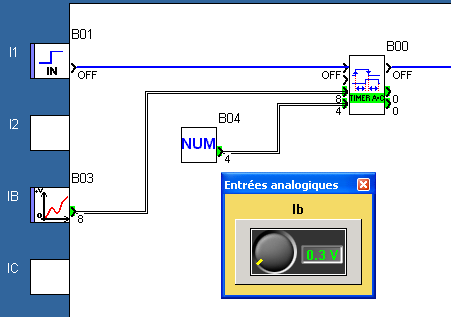 B01
I1
IN
OFF
B00
OFF
OFF
TIMER A/C
8
0
4
0
I2
B04
NUM
4
B03
IB
+V
0
8
Entrées analogiques
Ib
0.3 V
IC